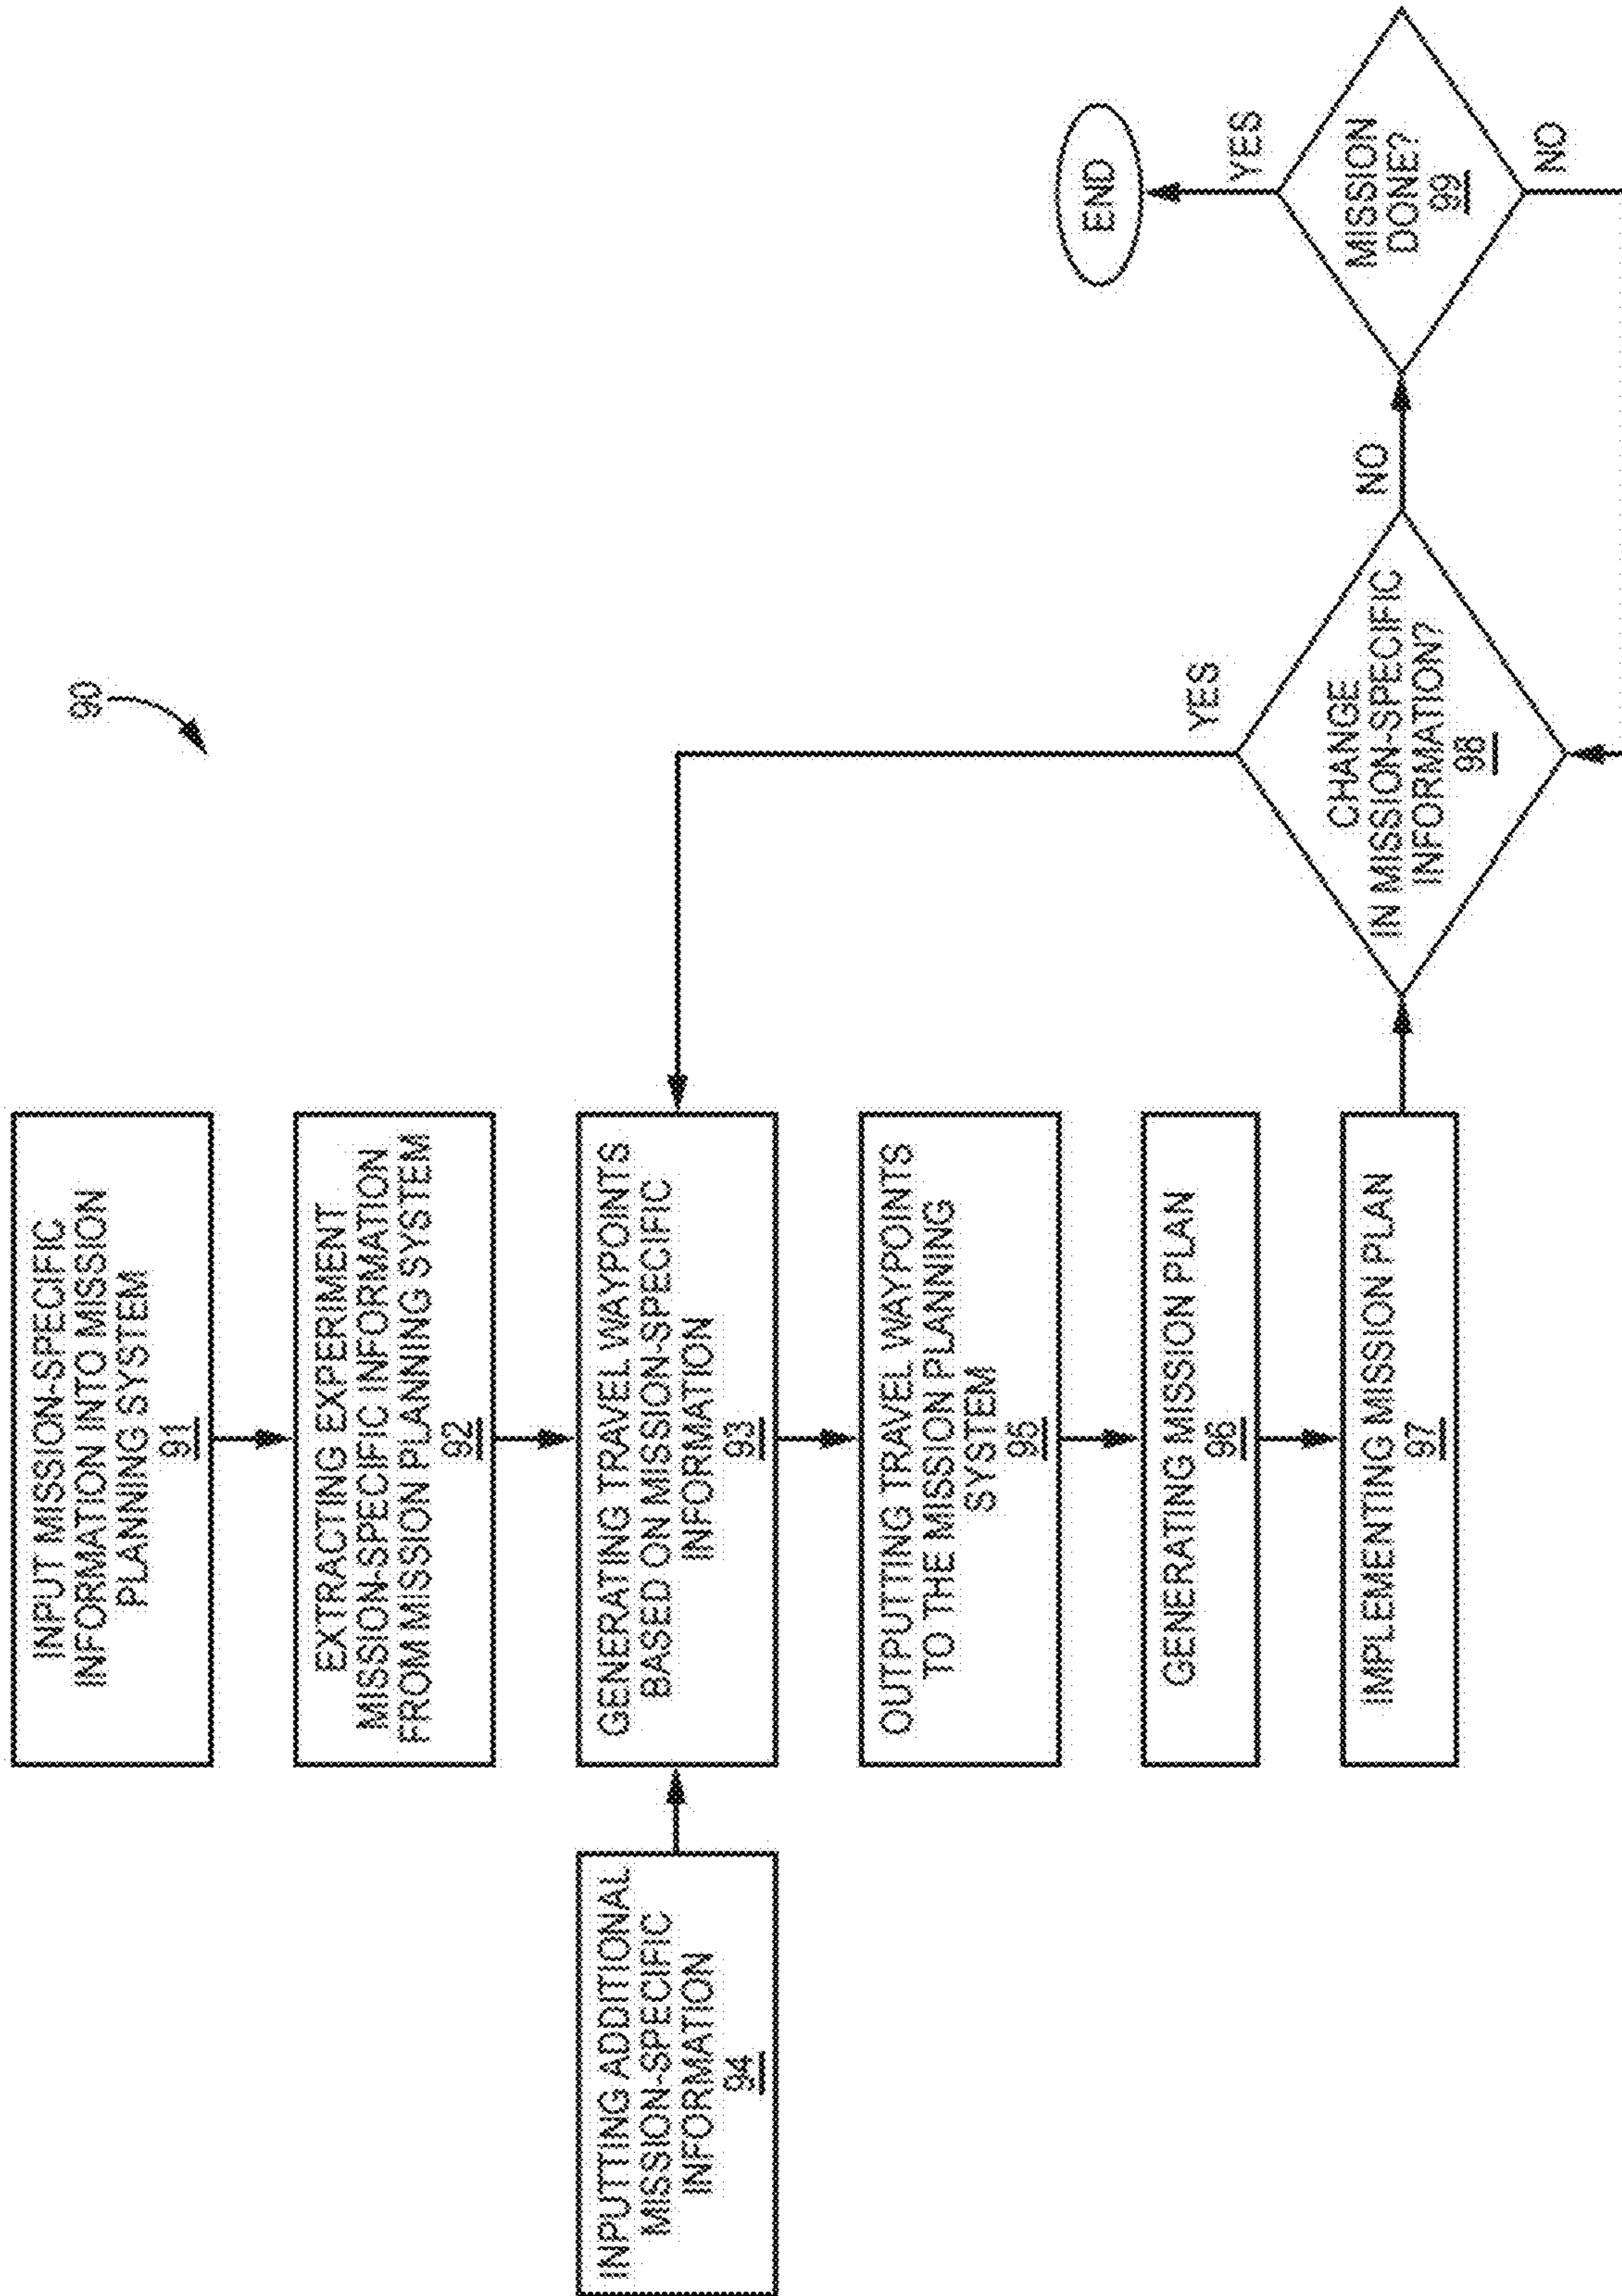 90
INPUT MISSION-SPECIFIC
INFORMATION INTO MISSION
PLANNING SYSTEM
91
EXTRACTING EXPERIMENT
MISSION-SPECIFIC INFORMATION
FROM MISSION PLANNING SYSTEM
92
INPUTTING ADDITIONAL
MISSION-SPECIFIC
INFORMATION
94
GENERATING TRAVEL WAYPOINTS
BASED ON MISSION-SPECIFIC
INFORMATION
93
OUTPUTTING TRAVEL WAYPOINTS
TO THE MISSION PLANNING
SYSTEM
95
GENERATING MISSION PLAN
96
IMPLEMENTING MISSION PLAN
97
CHANGE
IN MISSION-SPECIFIC
INFORMATION?
98
YES
NO
MISSION
DONE?
99
YES
NO
END